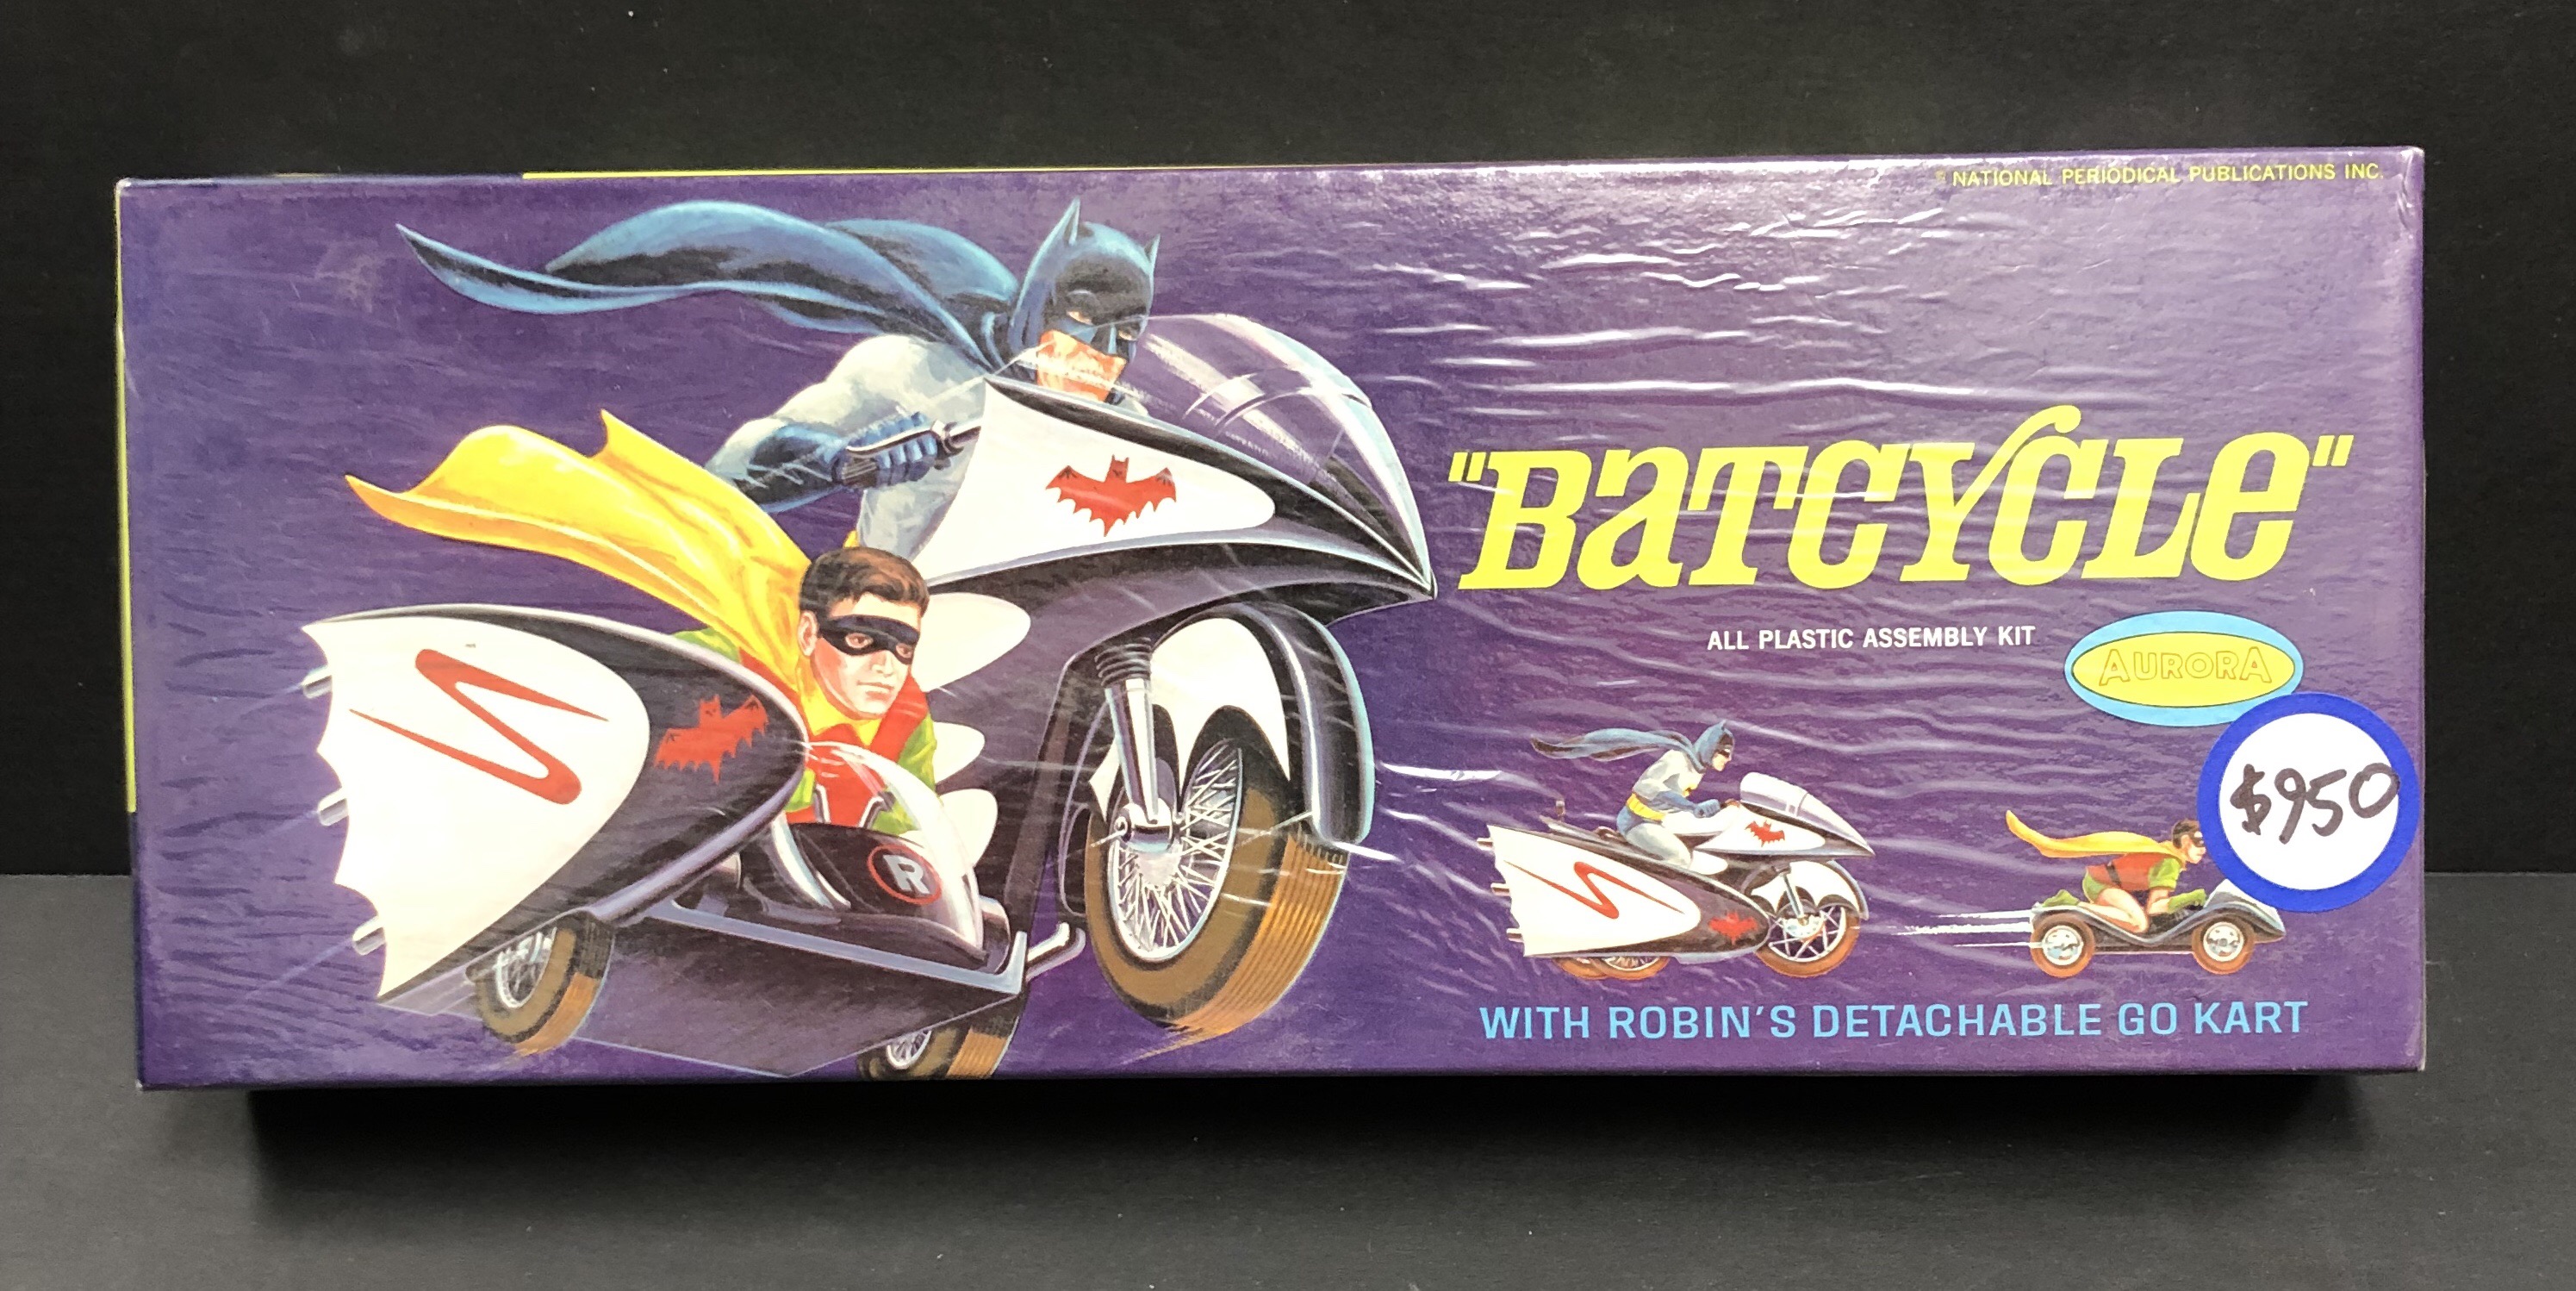 © NATIONAL PERIODICAL PUBLICATIONS INC.
"BATCYCLE"
ALL PLASTIC ASSEMBLY KIT
AURORA
$950
R
WITH ROBIN'S DETACHABLE GO KART